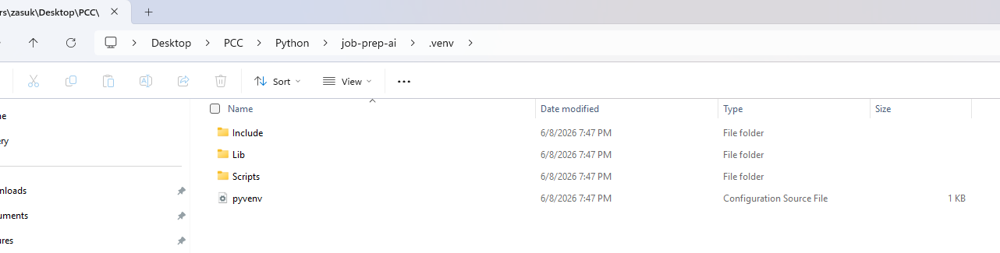 rs\zasuk\Desktop\PCC\
Desktop > PCC > Python > job-prep-ai > .venv >
Sort View
Name Date modified Type Size
Include 6/8/2026 7:47 PM File folder
Lib 6/8/2026 7:47 PM File folder
Scripts 6/8/2026 7:47 PM File folder
pyvenv 6/8/2026 7:47 PM Configuration Source File 1 KB
ne
ery
nloads
uments
ures